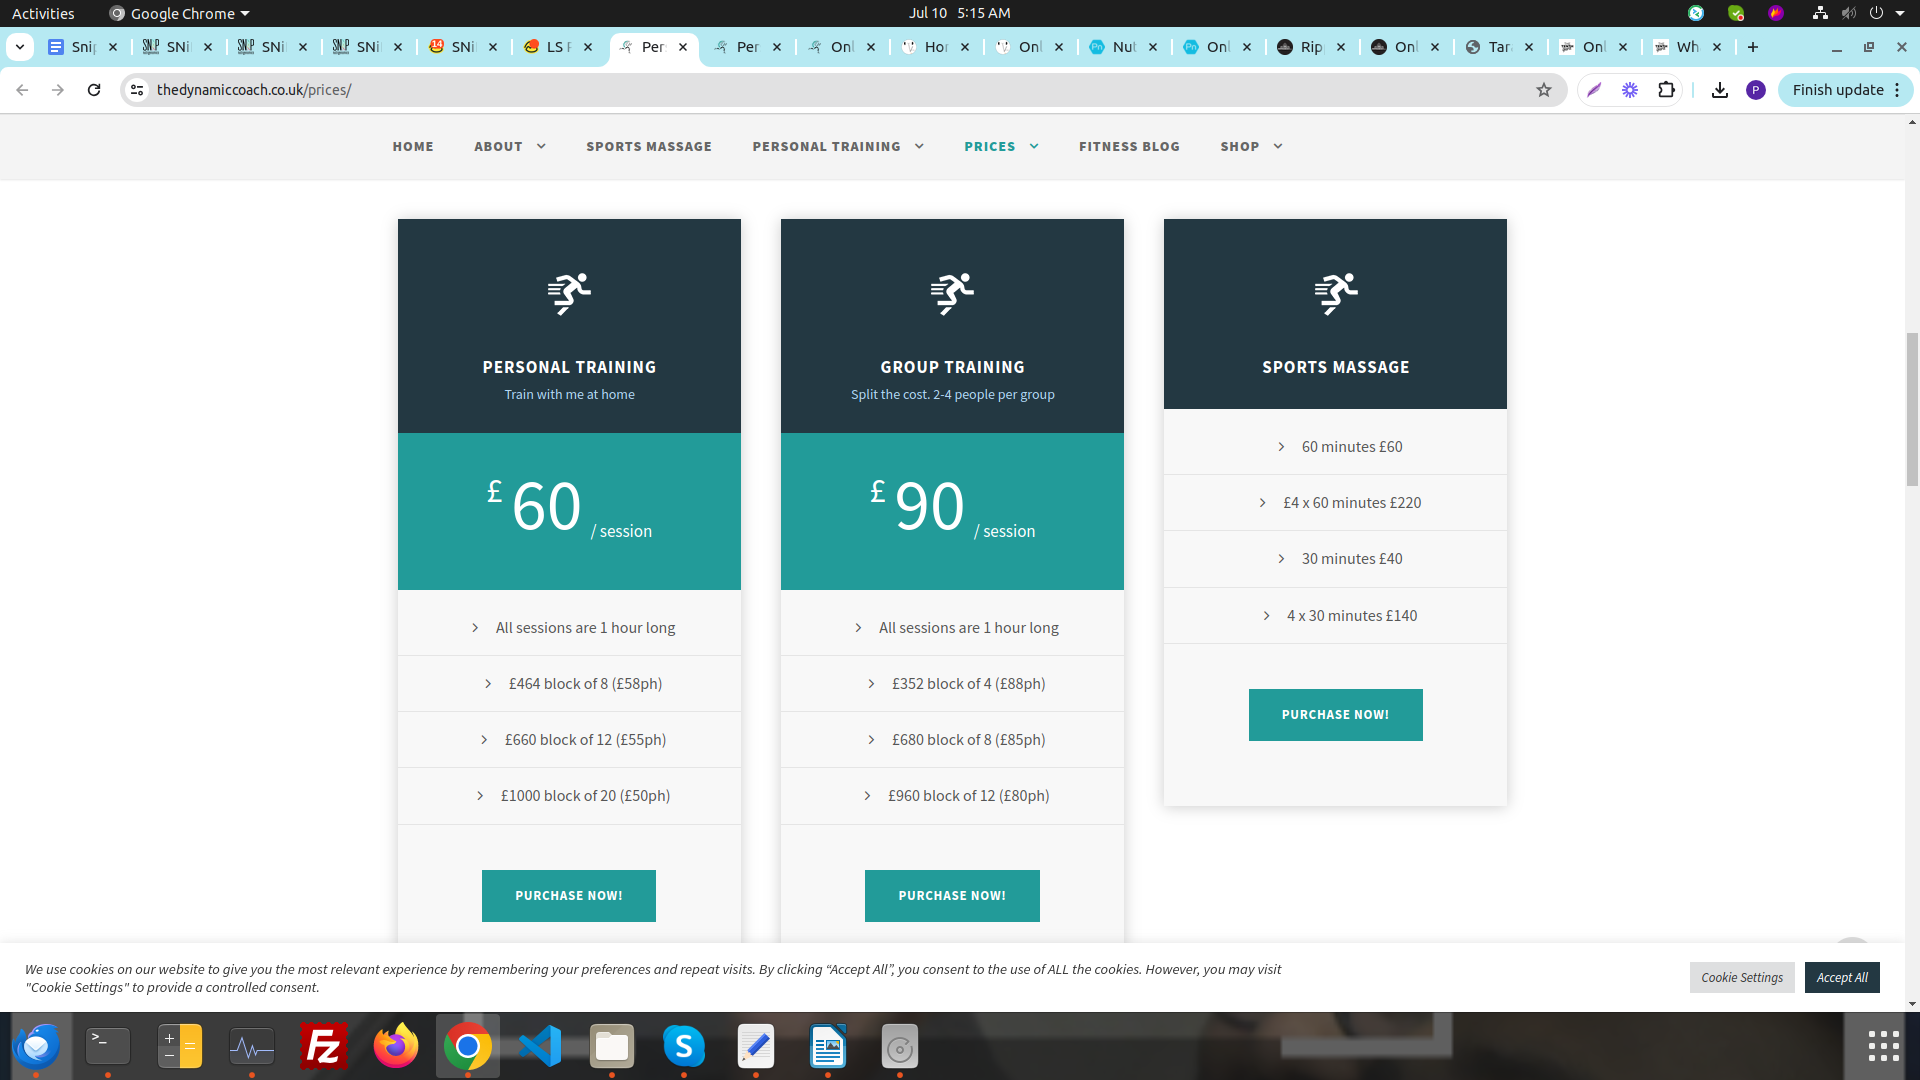 Activities
Google Chrome
Jul 10 5:15 AM
Snip
SNi
SNi
SNi
SNi
LS F
Per
Per
Onl
Hor
Onl
Nut
Onl
Rip
Onl
Tar
Onl
Wh
thedynamiccoach.co.uk/prices/
P
Finish update
HOME
ABOUT
SPORTS MASSAGE
PERSONAL TRAINING
PRICES
FITNESS BLOG
SHOP
PERSONAL TRAINING
Train with me at home
£ 60 / session
All sessions are 1 hour long
£464 block of 8 (£58ph)
£660 block of 12 (£55ph)
£1000 block of 20 (£50ph)
PURCHASE NOW!
GROUP TRAINING
Split the cost. 2-4 people per group
£ 90 / session
All sessions are 1 hour long
£352 block of 4 (£88ph)
£680 block of 8 (£85ph)
£960 block of 12 (£80ph)
PURCHASE NOW!
SPORTS MASSAGE
60 minutes £60
£4 x 60 minutes £220
30 minutes £40
4 x 30 minutes £140
PURCHASE NOW!
We use cookies on our website to give you the most relevant experience by remembering your preferences and repeat visits. By clicking “Accept All”, you consent to the use of ALL the cookies. However, you may visit
"Cookie Settings" to provide a controlled consent.
Cookie Settings
Accept All